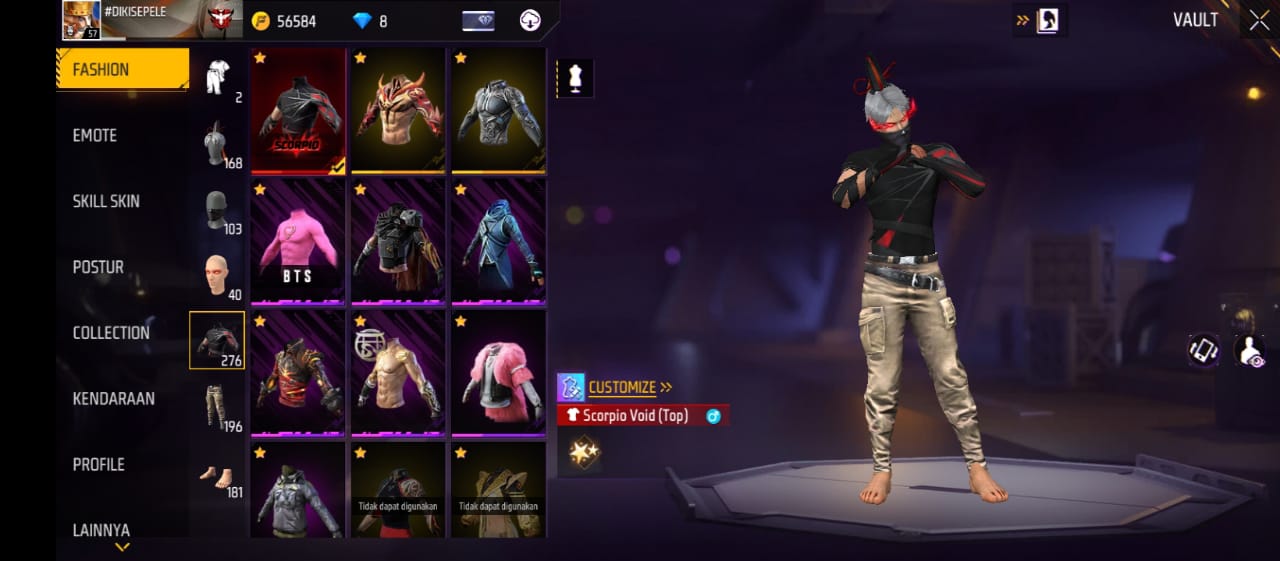 #DIKISEPELE
57
56584
8
VAULT
FASHION
EMOTE
SKILL SKIN
POSTUR
COLLECTION
KENDARAAN
PROFILE
LAINNYA
2
168
103
40
276
196
181
SCORPIO
BTS
Tidak dapat digunakan
Tidak dapat digunakan
CUSTOMIZE >>
Scorpio Void (Top)